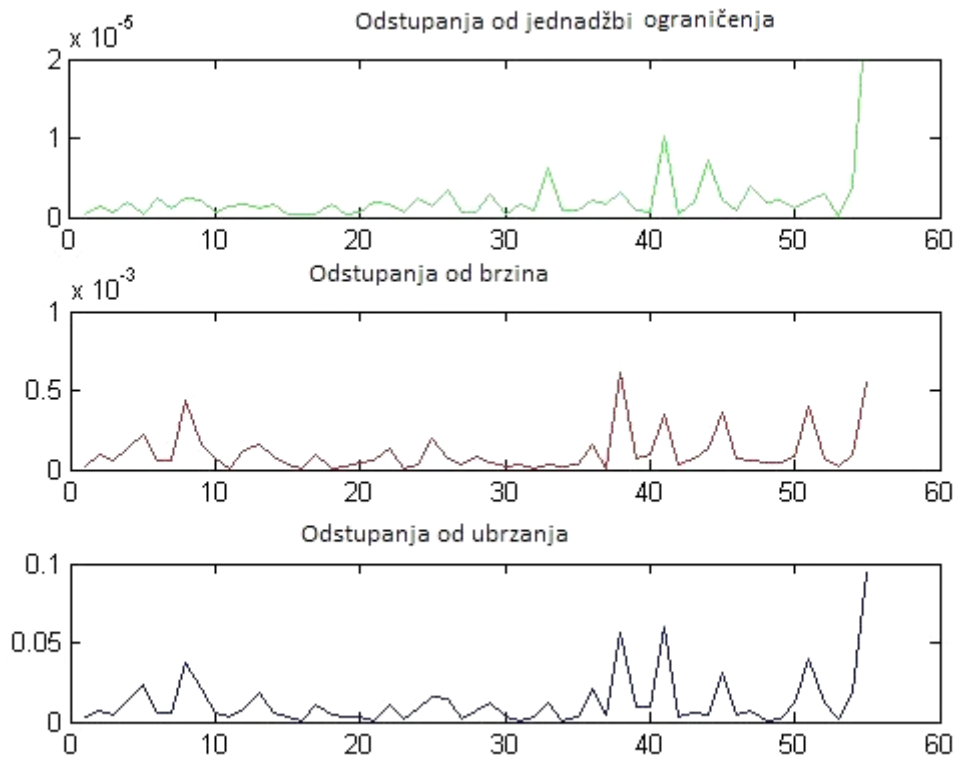 Odstupanja od jednadžbi ograničenja
x 10⁻⁵
2
1
0
0 10 20 30 40 50 60
Odstupanja od brzina
x 10⁻³
1
0.5
0
0 10 20 30 40 50 60
Odstupanja od ubrzanja
0.1
0.05
0
0 10 20 30 40 50 60